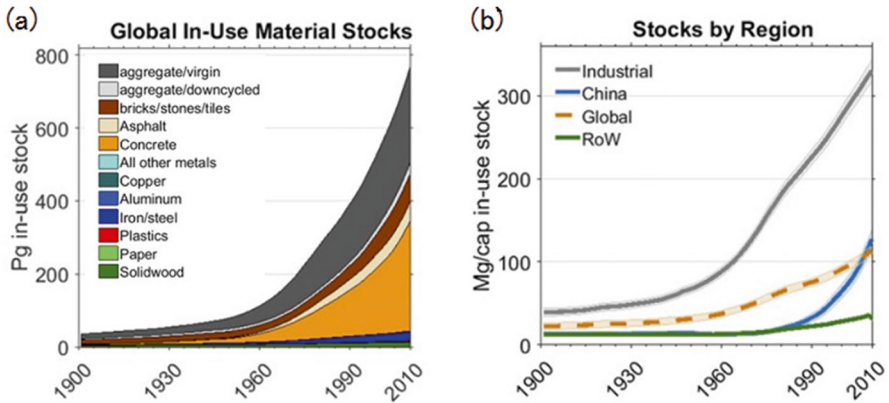 (a)
Global In-Use Material Stocks
Pg in-use stock
800
600
400
200
0
aggregate/virgin
aggregate/downcycled
bricks/stones/tiles
Asphalt
Concrete
All other metals
Copper
Aluminum
Iron/steel
Plastics
Paper
Solidwood
1900
1930
1960
1990
2010
(b)
Stocks by Region
Mg/cap in-use stock
300
200
100
0
Industrial
China
Global
RoW
1900
1930
1960
1990
2010